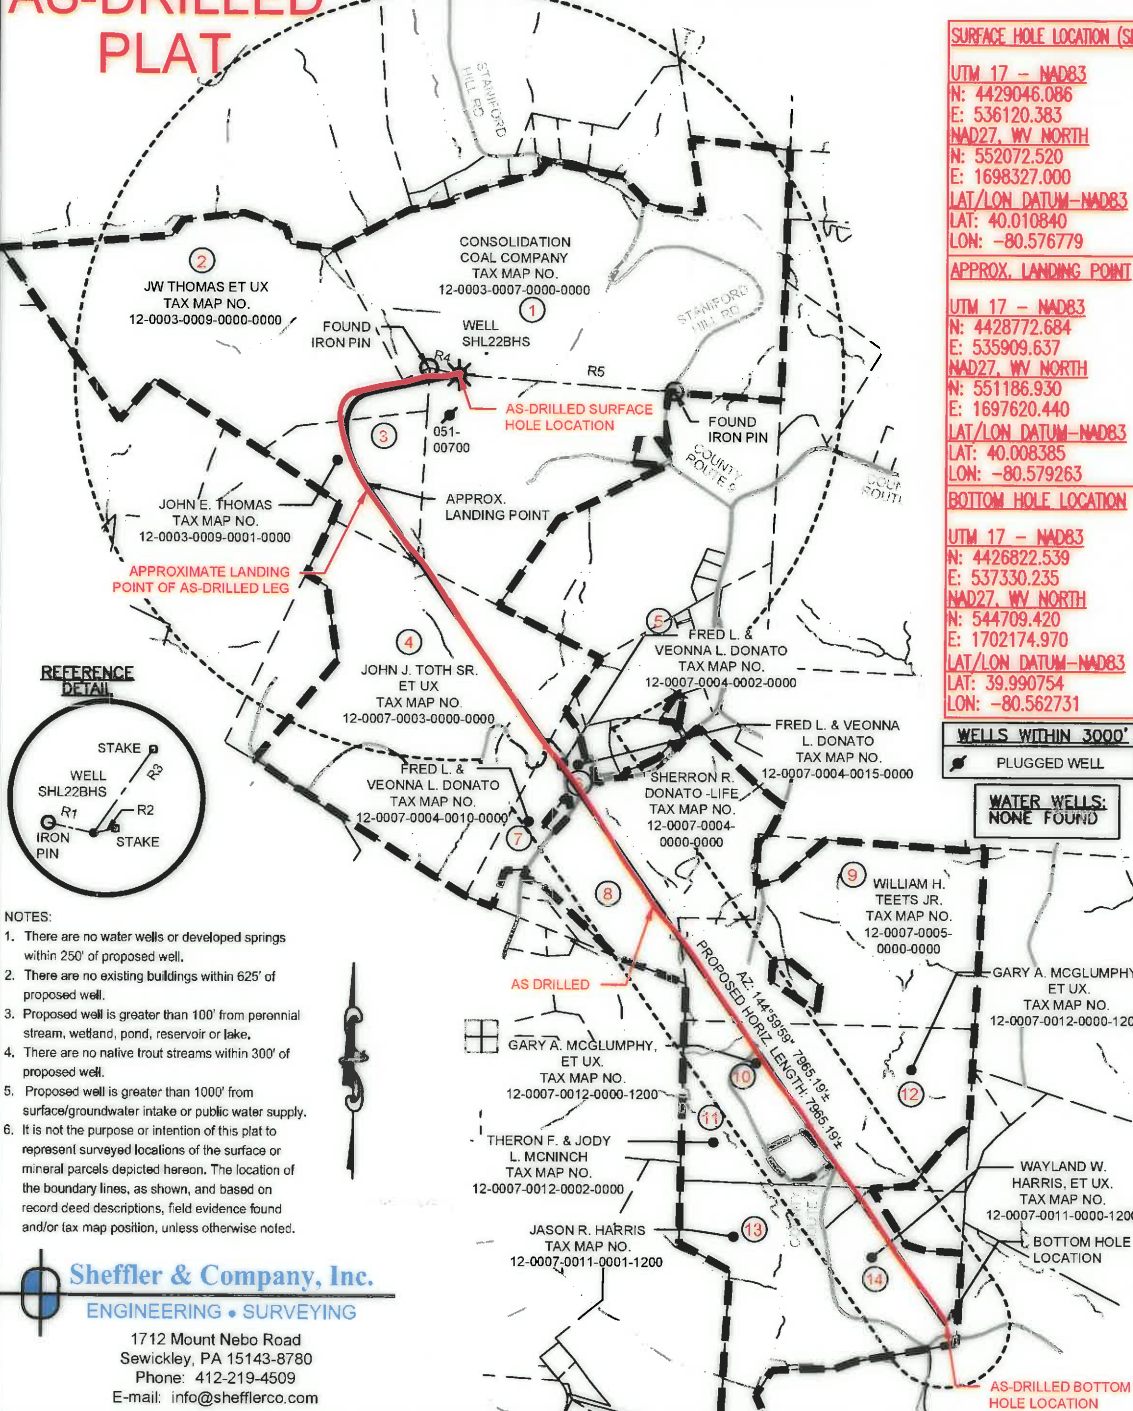 AS-DRILLED
PLAT
STANIFORD
HILL RD
SURFACE HOLE LOCATION
UTM 17 - NAD83
N: 4429046.086
E: 536120.383
NAD27, WV NORTH
N: 552072.520
E: 1698327.000
LAT/LON DATUM-NAD83
LAT: 40.010840
LON: -80.576779
APPROX. LANDING POINT
UTM 17 - NAD83
N: 4428772.684
E: 535909.637
NAD27, WV NORTH
N: 551186.930
E: 1697620.440
LAT/LON DATUM-NAD83
LAT: 40.008385
LON: -80.579263
BOTTOM HOLE LOCATION
UTM 17 - NAD83
N: 4426822.539
E: 537330.235
NAD27, WV NORTH
N: 544709.420
E: 1702174.970
LAT/LON DATUM-NAD83
LAT: 39.990754
LON: -80.562731
WELLS WITHIN 3000'
PLUGGED WELL
WATER WELLS:
NONE FOUND
2
JW THOMAS ET UX
TAX MAP NO.
12-0003-0009-0000-0000
CONSOLIDATION
COAL COMPANY
TAX MAP NO.
12-0003-0007-0000-0000
1
STANIFORD
HILL RD
FOUND
IRON PIN
WELL
SHL22BHS
R4
R5
AS-DRILLED SURFACE
HOLE LOCATION
FOUND
IRON PIN
3
051-
00700
COUNTY
ROUTE 5
JOHN E. THOMAS
TAX MAP NO.
12-0003-0009-0001-0000
APPROX.
LANDING POINT
APPROXIMATE LANDING
POINT OF AS-DRILLED LEG
4
JOHN J. TOTH SR.
ET UX
TAX MAP NO.
12-0007-0003-0000-0000
5
FRED L. &
VEONNA L. DONATO
TAX MAP NO.
12-0007-0004-0002-0000
FRED L. & VEONNA
L. DONATO
TAX MAP NO.
12-0007-0004-0015-0000
FRED L. &
VEONNA L. DONATO
TAX MAP NO.
12-0007-0004-0010-0000
6
7
SHERRON R.
DONATO -LIFE
TAX MAP NO.
12-0007-0004-
0000-0000
8
REFERENCE
DETAIL
STAKE
R3
WELL
SHL22BHS
R1
R2
IRON
PIN
STAKE
9
WILLIAM H.
TEETS JR.
TAX MAP NO.
12-0007-0005-
0000-0000
GARY A. MCGLUMPHY
ET UX.
TAX MAP NO.
12-0007-0012-0000-120
12
AS DRILLED
AZ: 144°59'59" 7965.19'±
PROPOSED HORIZ. LENGTH: 7965.19'±
GARY A. MCGLUMPHY,
ET UX.
TAX MAP NO.
12-0007-0012-0000-1200
10
11
THERON F. & JODY
L. MCNINCH
TAX MAP NO.
12-0007-0012-0002-0000
WAYLAND W.
HARRIS, ET UX.
TAX MAP NO.
12-0007-0011-0000-120
JASON R. HARRIS
TAX MAP NO.
12-0007-0011-0001-1200
13
14
BOTTOM HOLE
LOCATION
AS-DRILLED BOTTOM
HOLE LOCATION
NOTES:
1. There are no water wells or developed springs
within 250' of proposed well.
2. There are no existing buildings within 625' of
proposed well.
3. Proposed well is greater than 100' from perennial
stream, wetland, pond, reservoir or lake.
4. There are no native trout streams within 300' of
proposed well.
5. Proposed well is greater than 1000' from
surface/groundwater intake or public water supply.
6. It is not the purpose or intention of this plat to
represent surveyed locations of the surface or
mineral parcels depicted hereon. The location of
the boundary lines, as shown, and based on
record deed descriptions, field evidence found
and/or tax map position, unless otherwise noted.
Sheffler & Company, Inc.
ENGINEERING • SURVEYING
1712 Mount Nebo Road
Sewickley, PA 15143-8780
Phone: 412-219-4509
E-mail: info@shefflerco.com